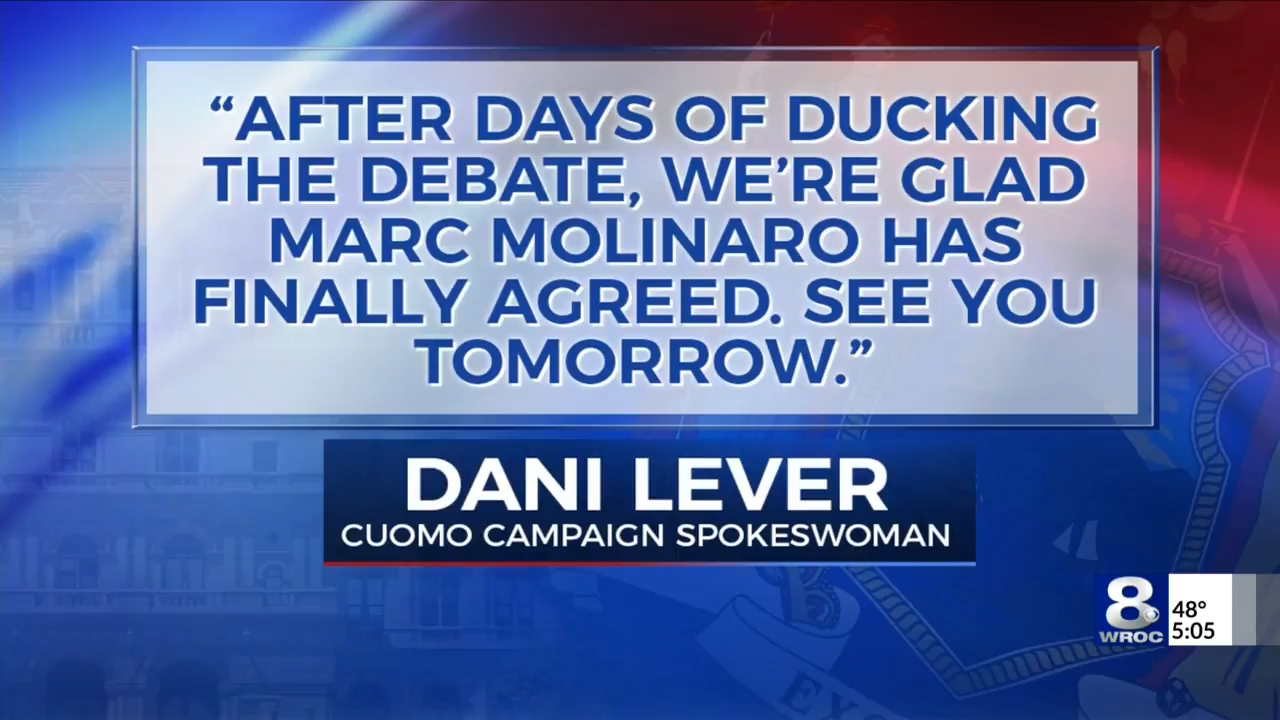 “AFTER DAYS OF DUCKING
THE DEBATE, WE’RE GLAD
MARC MOLINARO HAS
FINALLY AGREED. SEE YOU
TOMORROW.”
DANI LEVER
CUOMO CAMPAIGN SPOKESWOMAN
8
WROC
48°
5:05
EXC